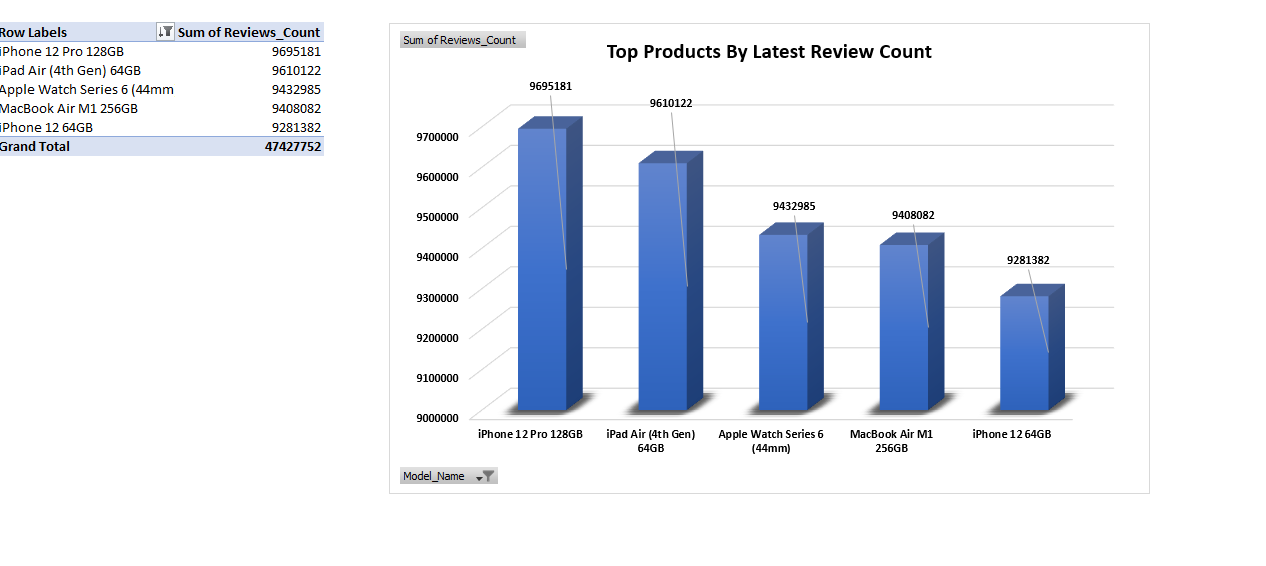 Row Labels Sum of Reviews_Count
iPhone 12 Pro 128GB 9695181
iPad Air (4th Gen) 64GB 9610122
Apple Watch Series 6 (44mm 9432985
MacBook Air M1 256GB 9408082
iPhone 12 64GB 9281382
Grand Total 47427752
Sum of Reviews_Count
Top Products By Latest Review Count
9695181
9610122
9432985
9408082
9281382
9700000
9600000
9500000
9400000
9300000
9200000
9100000
9000000
iPhone 12 Pro 128GB
iPad Air (4th Gen)
64GB
Apple Watch Series 6
(44mm)
MacBook Air M1
256GB
iPhone 12 64GB
Model_Name